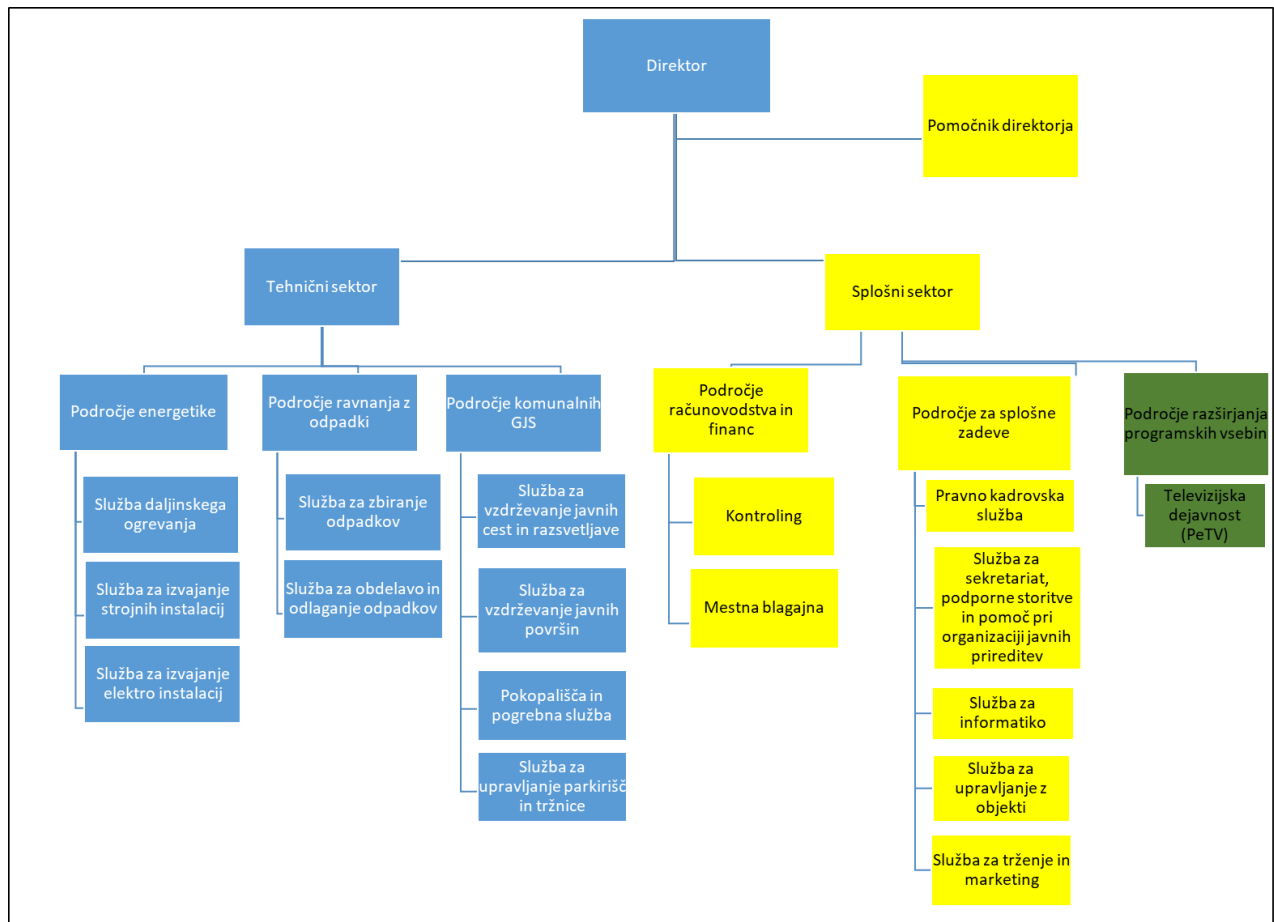 Direktor
Pomočnik direktorja
Tehnični sektor
Splošni sektor
Področje energetike
Služba daljinskega
ogrevanja
Služba za izvajanje
strojnih instalacij
Služba za izvajanje
elektro instalacij
Področje ravnanja z
odpadki
Služba za zbiranje
odpadkov
Služba za obdelavo in
odlaganje odpadkov
Področje komunalnih
GJS
Služba za
vzdrževanje javnih
cest in razsvetljave
Služba za
vzdrževanje javnih
površin
Pokopališča in
pogrebna služba
Služba za
upravljanje parkirišč
in tržnice
Področje
računovodstva in
financ
Kontroling
Mestna blagajna
Področje za splošne
zadeve
Pravno kadrovska
služba
Služba za
sekretariat,
podporne storitve
in pomoč pri
organizaciji javnih
prireditev
Služba za
informatiko
Služba za
upravljanje z
objekti
Služba za trženje in
marketing
Področje razširjanja
programskih vsebin
Televizijska
dejavnost
(PeTV)